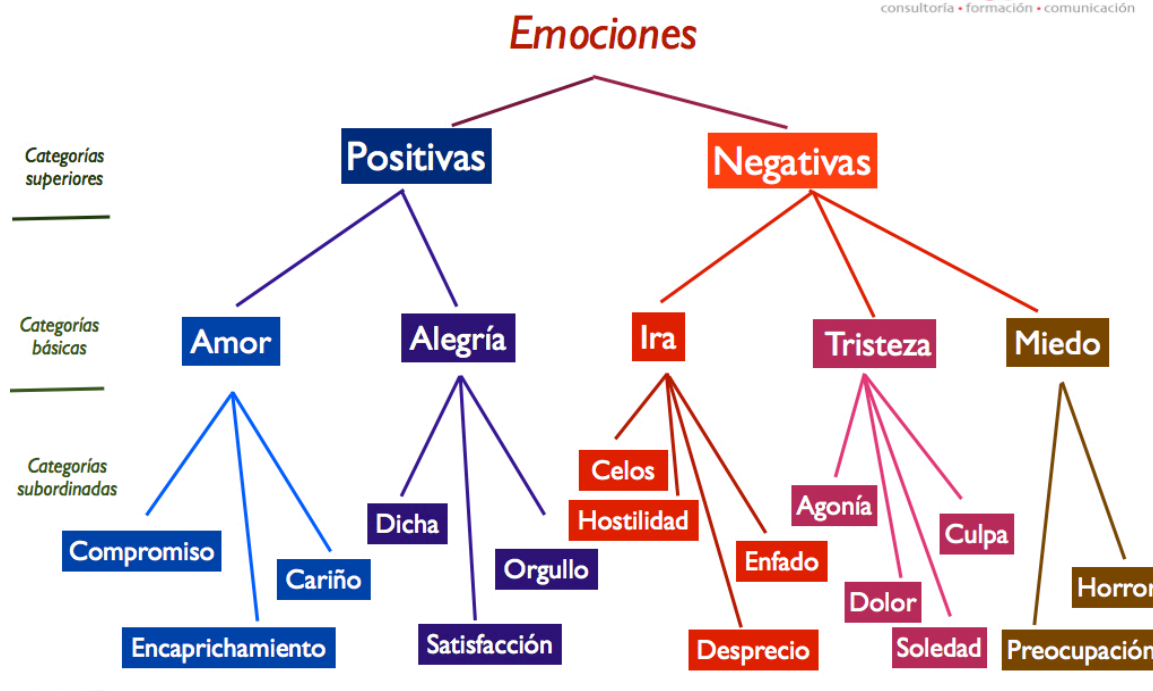 consultoría • formación • comunicación
Emociones
Categorías
superiores
Positivas
Negativas
Categorías
básicas
Amor
Alegría
Ira
Tristeza
Miedo
Categorías
subordinadas
Celos
Hostilidad
Agonía
Dicha
Culpa
Compromiso
Enfado
Orgullo
Cariño
Horror
Dolor
Encaprichamiento
Satisfacción
Desprecio
Soledad
Preocupación